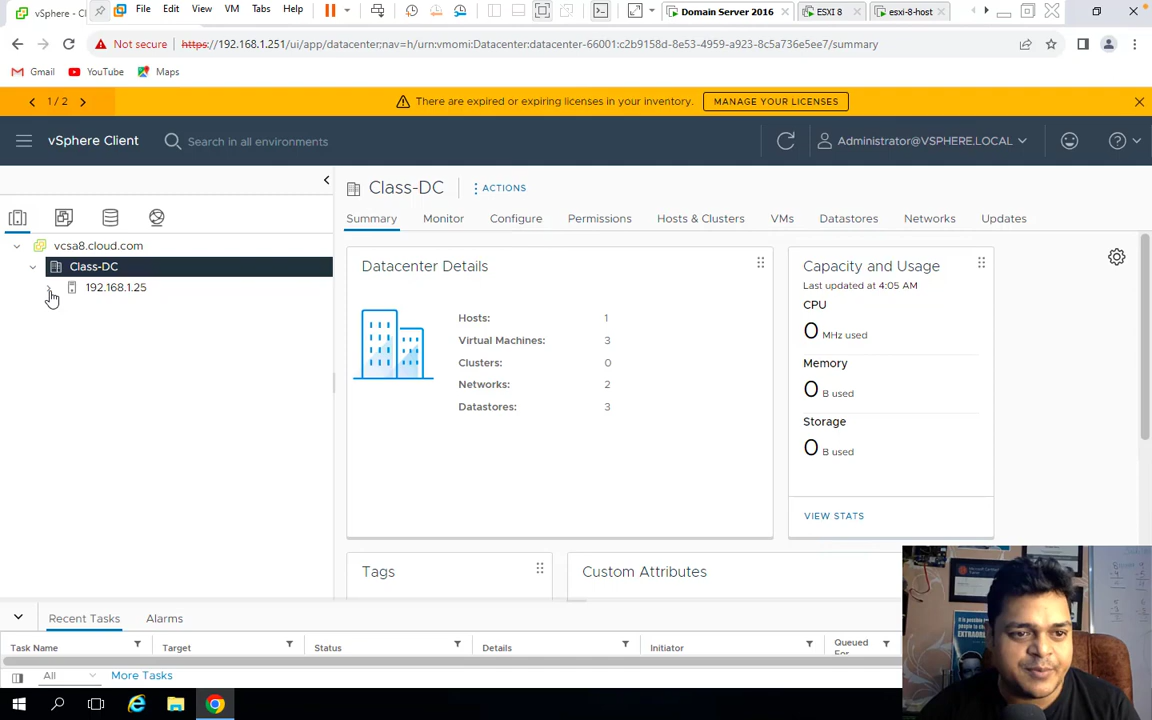 vSphere - Cl
File
Edit
View
VM
Tabs
Help
Domain Server 2016
ESXI 8
esxi-8-host
Not secure
https://192.168.1.251/ui/app/datacenter;nav=h/urn:vmomi:Datacenter:datacenter-66001:c2b9158d-8e53-4959-a923-8c5a736e5ee7/summary
Gmail
YouTube
Maps
1 / 2
There are expired or expiring licenses in your inventory.
MANAGE YOUR LICENSES
vSphere Client
Search in all environments
Administrator@VSPHERE.LOCAL
Class-DC
ACTIONS
Summary
Monitor
Configure
Permissions
Hosts & Clusters
VMs
Datastores
Networks
Updates
vcsa8.cloud.com
Class-DC
192.168.1.25
Datacenter Details
Hosts: 1
Virtual Machines: 3
Clusters: 0
Networks: 2
Datastores: 3
Capacity and Usage
Last updated at 4:05 AM
CPU
0 MHz used
Memory
0 B used
Storage
0 B used
VIEW STATS
Tags
Custom Attributes
Recent Tasks
Alarms
Task Name
Target
Status
Details
Initiator
Queued
For
All
More Tasks